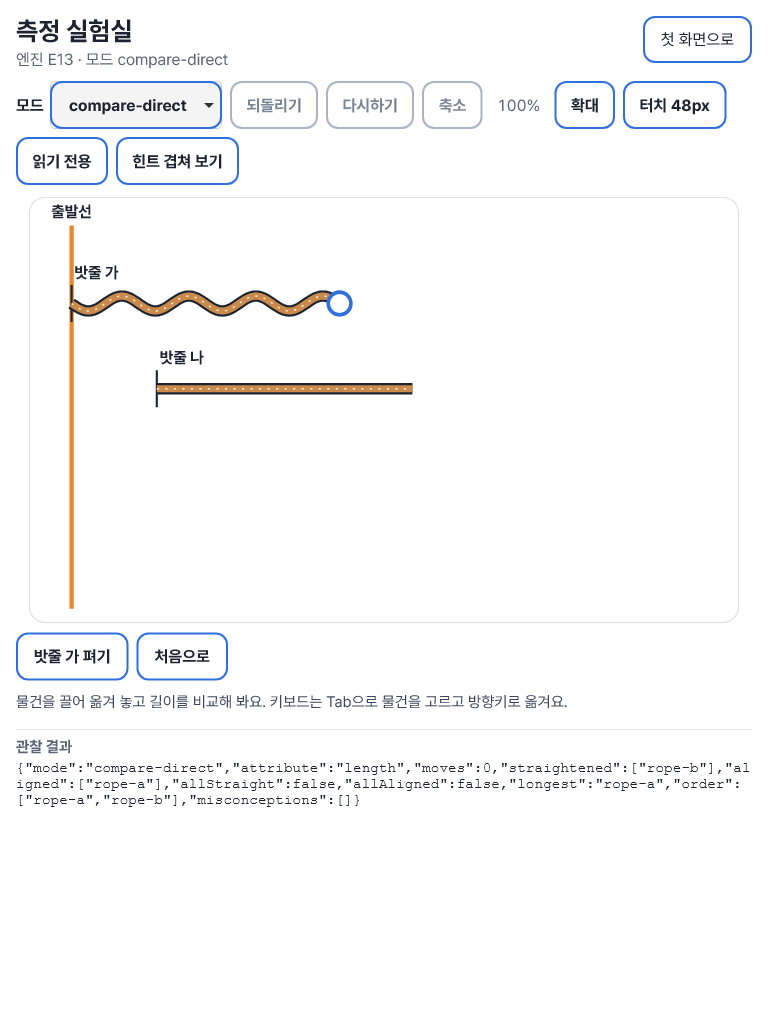 측정 실험실
엔진 E13 · 모드 compare-direct
첫 화면으로
모드 compare-direct 되돌리기 다시하기 축소 100% 확대 터치 48px
읽기 전용 힌트 겹쳐 보기
출발선
밧줄 가
밧줄 나
밧줄 가 펴기 처음으로
물건을 끌어 옮겨 놓고 길이를 비교해 봐요. 키보드는 Tab으로 물건을 고르고 방향키로 옮겨요.
관찰 결과
{"mode":"compare-direct","attribute":"length","moves":0,"straightened":["rope-b"],"al
igned":["rope-a"],"allStraight":false,"allAligned":false,"longest":"rope-a","order":
["rope-a","rope-b"],"misconceptions":[]}